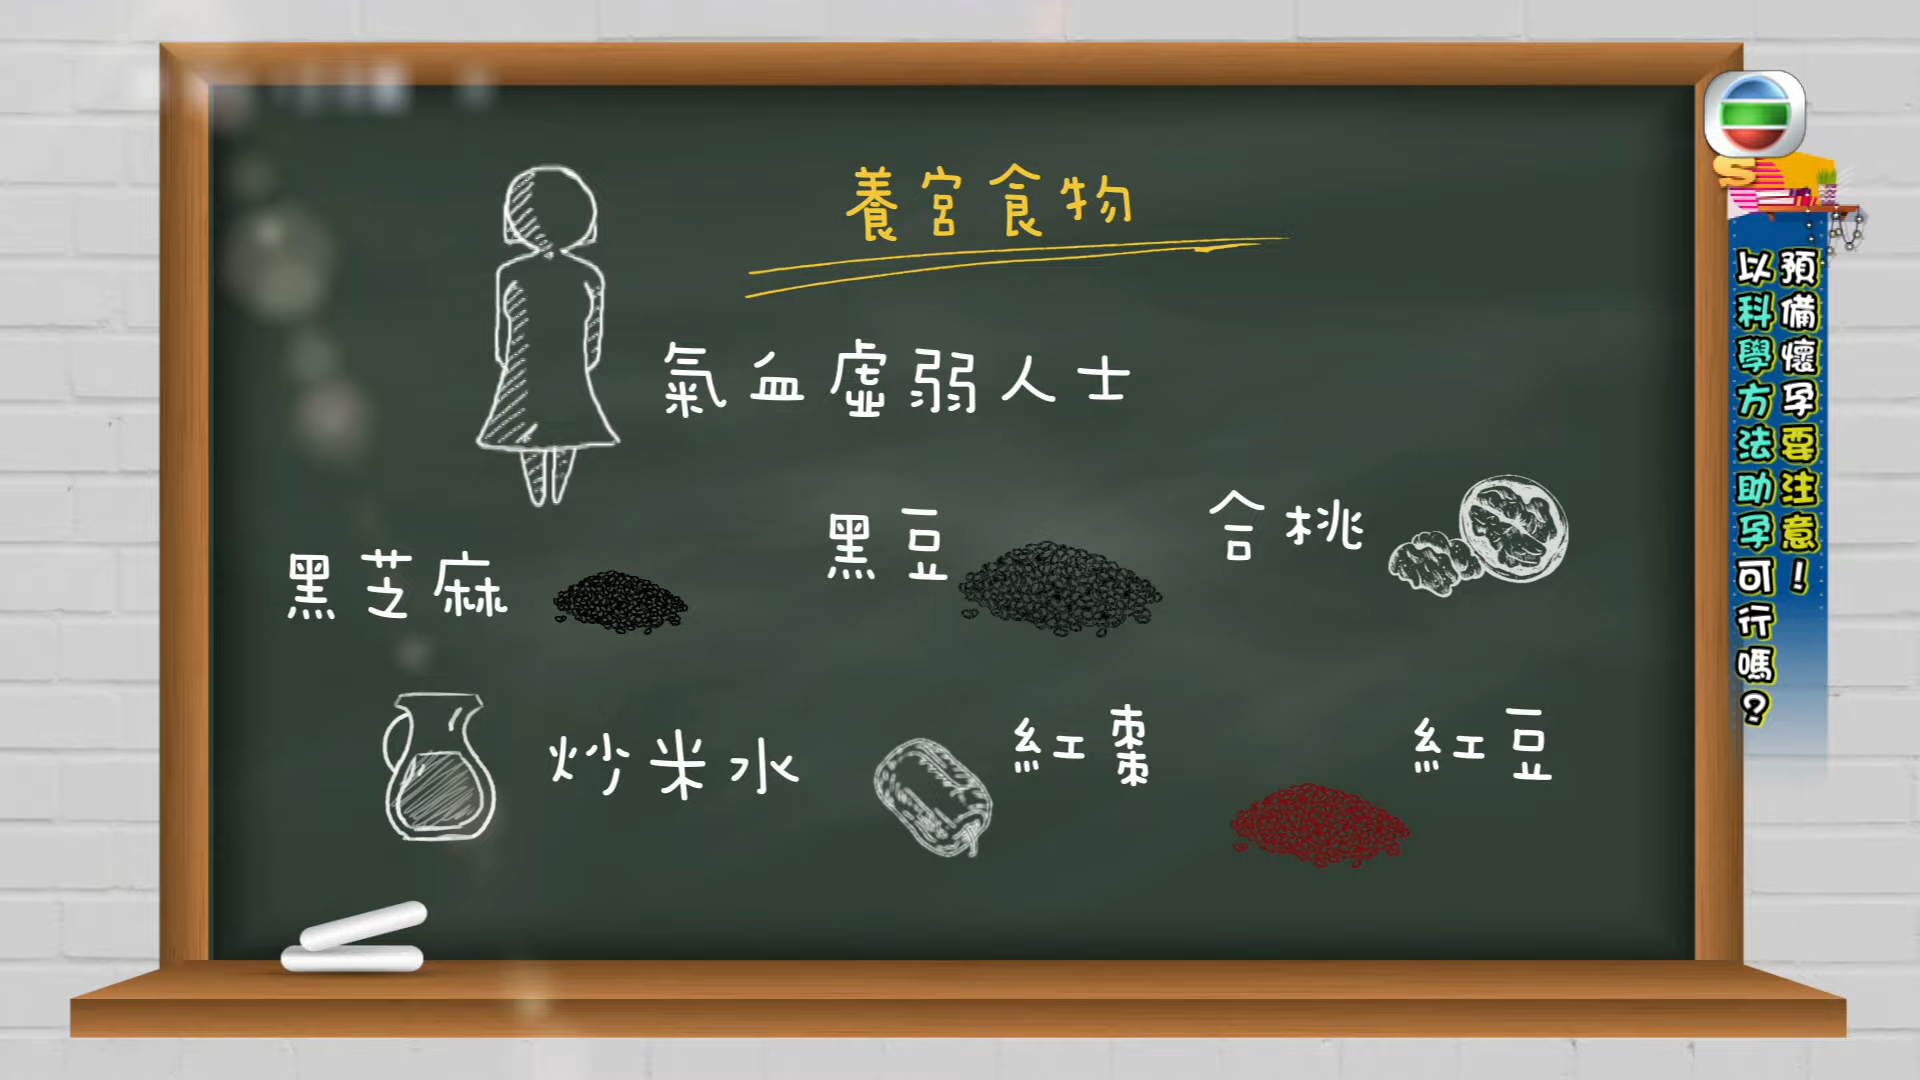 養宮食物
氣血虛弱人士
黑芝麻
黑豆
合桃
炒米水
紅棗
紅豆
預備懷孕要注意！
以科學方法助孕可行嗎？